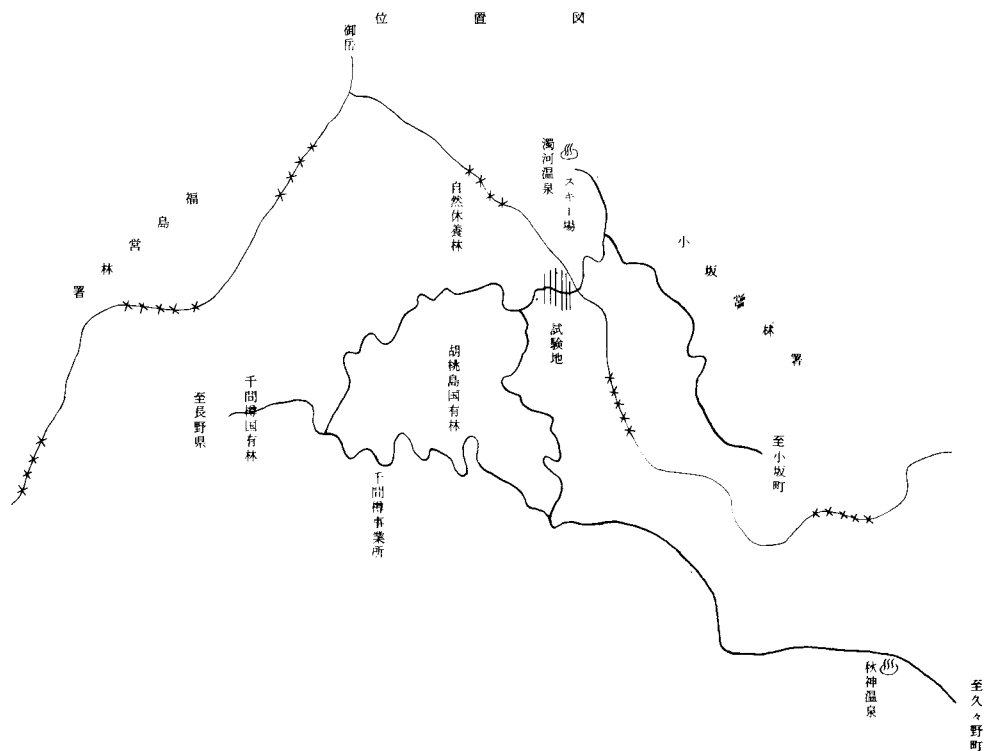 位置図
御岳
濁河温泉
スキー場
自然休養林
福島営林署
小坂営林署
試験地
胡桃島国有林
千間樽国有林
至長野県
千間樽事業所
至小坂町
秋神温泉
至久々野町